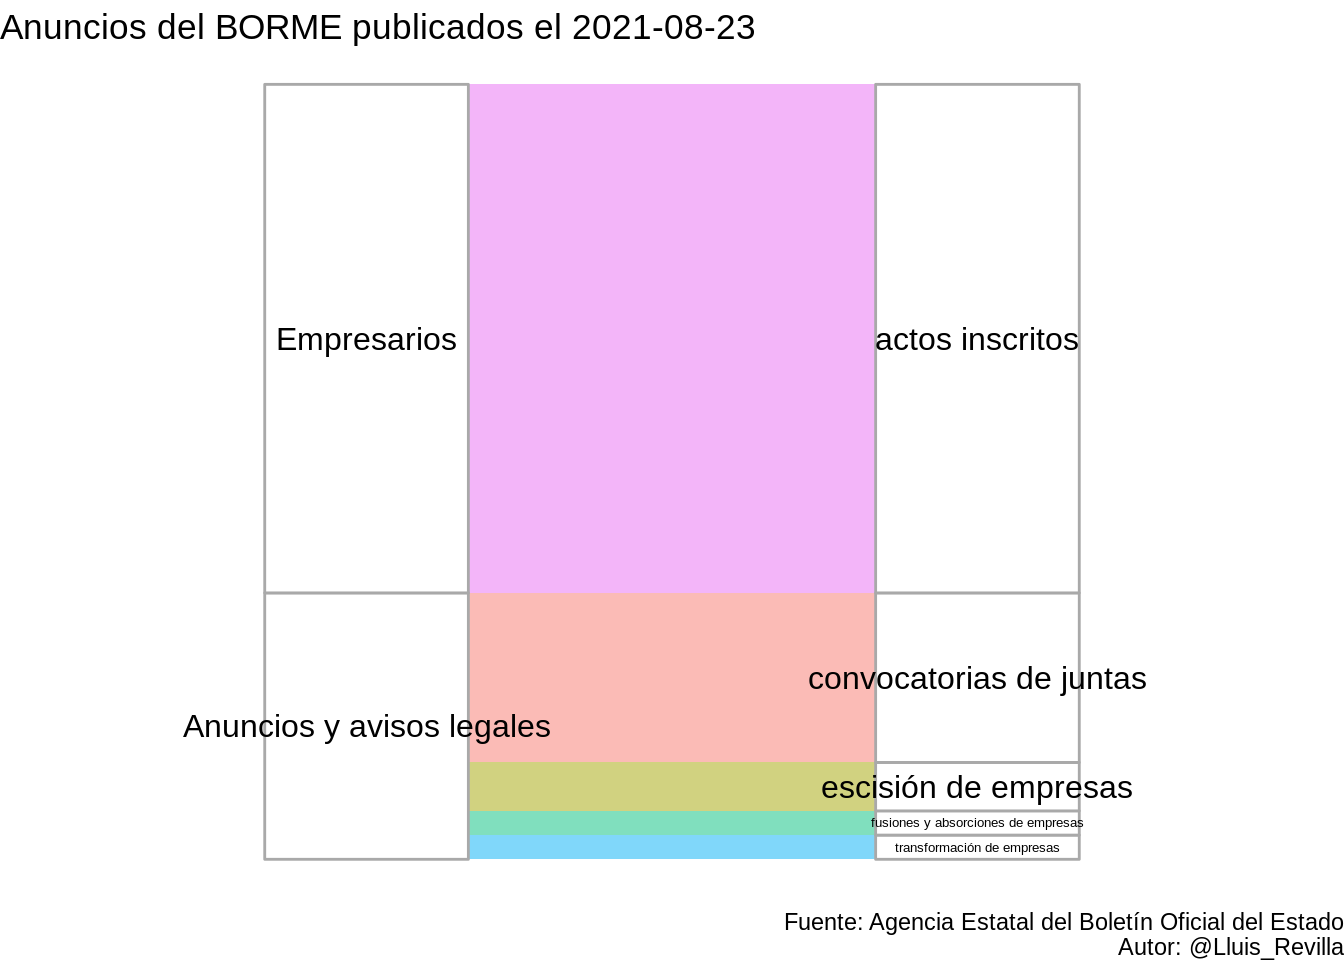 Anuncios del BORME publicados el 2021-08-23
Empresarios
actos inscritos
convocatorias de juntas
Anuncios y avisos legales
escisión de empresas
fusiones y absorciones de empresas
transformación de empresas
Fuente: Agencia Estatal del Boletín Oficial del Estado
Autor: @Lluis_Revilla